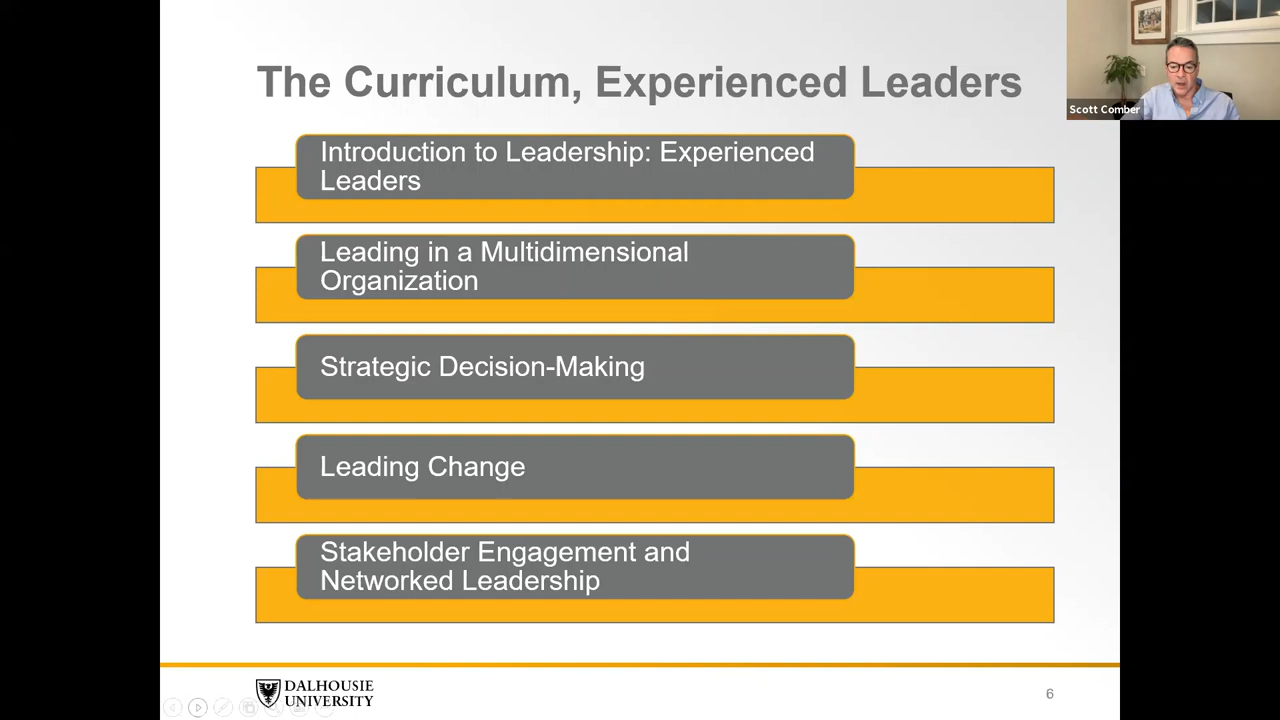 The Curriculum, Experienced Leaders
Scott Comber
Introduction to Leadership: Experienced
Leaders
Leading in a Multidimensional
Organization
Strategic Decision-Making
Leading Change
Stakeholder Engagement and
Networked Leadership
DALHOUSIE
UNIVERSITY
6